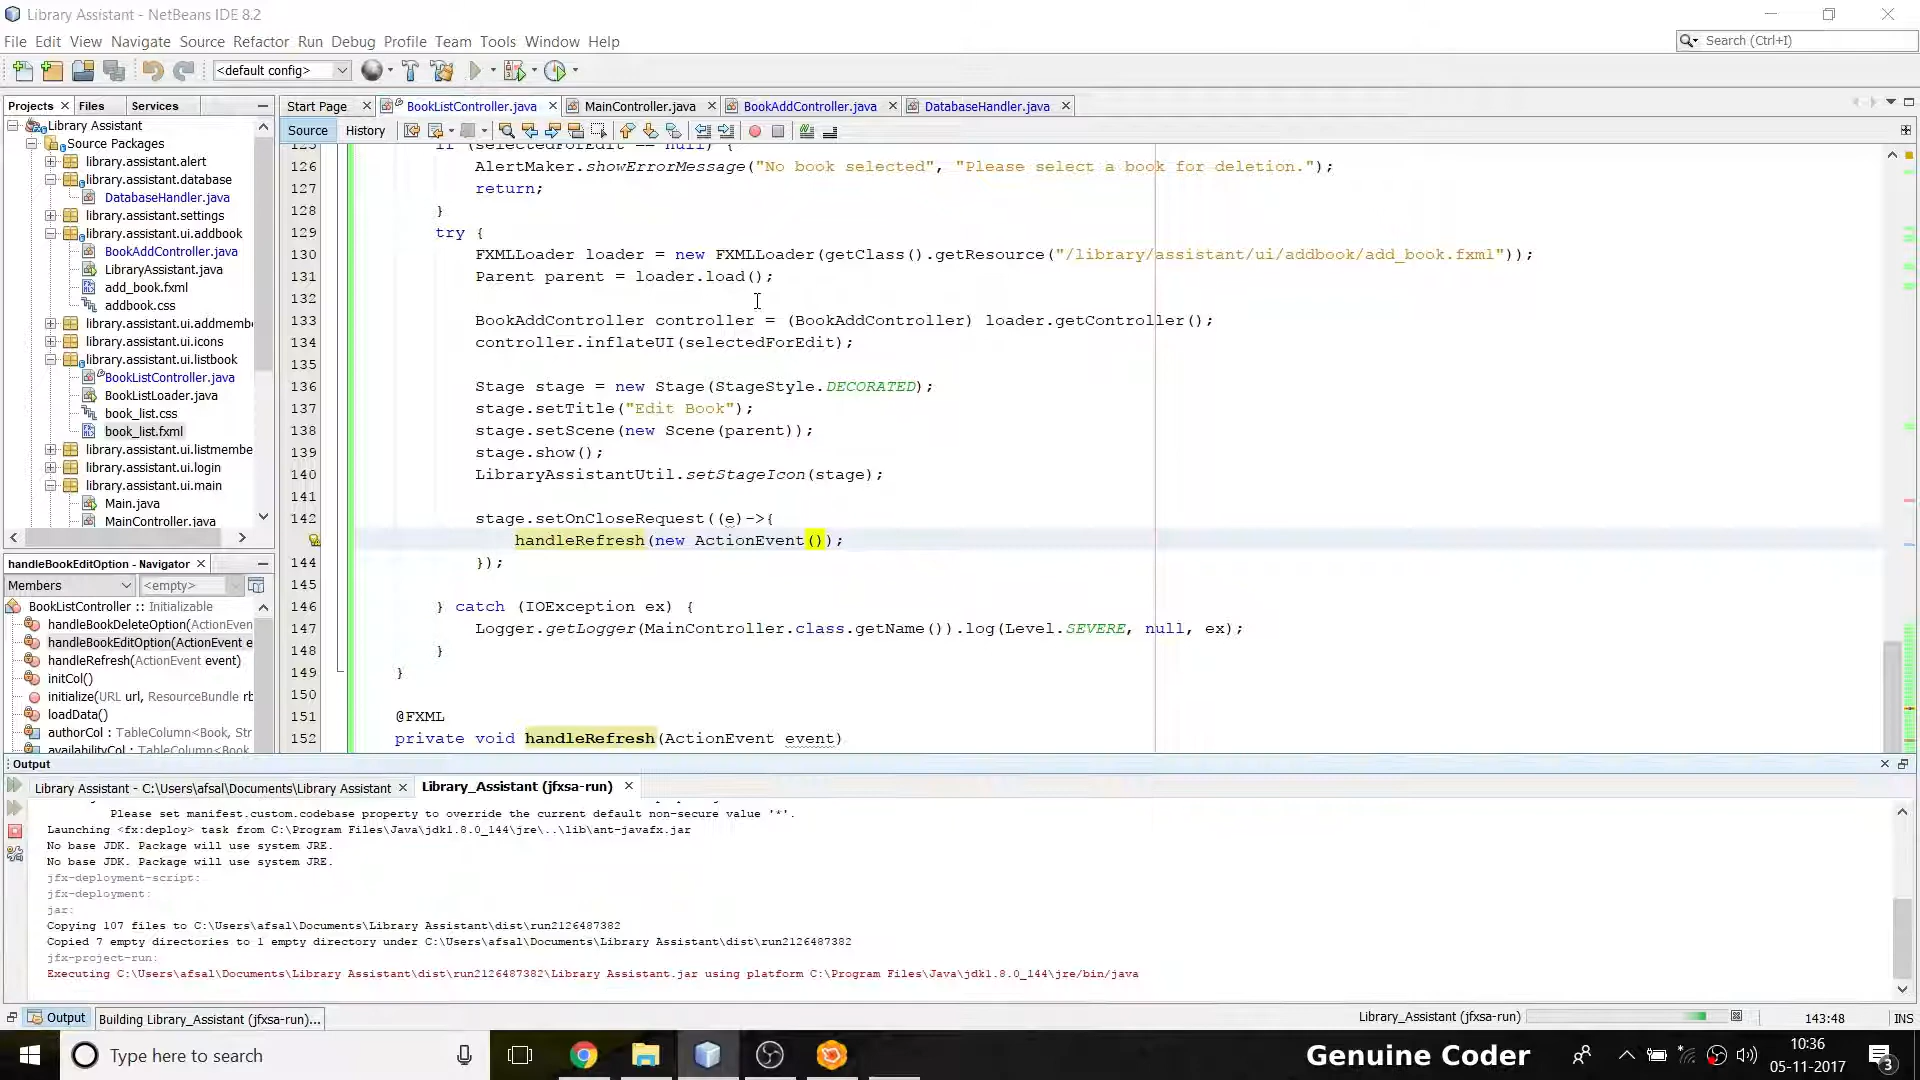 Library Assistant - NetBeans IDE 8.2
File Edit View Navigate Source Refactor Run Debug Profile Team Tools Window Help
Search (Ctrl+I)
<default config>
Projects Files Services
Start Page BookListController.java MainController.java BookAddController.java DatabaseHandler.java
Source History
Library Assistant
Source Packages
library.assistant.alert
library.assistant.database
DatabaseHandler.java
library.assistant.settings
library.assistant.ui.addbook
BookAddController.java
LibraryAssistant.java
add_book.fxml
addbook.css
library.assistant.ui.addmembe
library.assistant.ui.icons
library.assistant.ui.listbook
BookListController.java
BookListLoader.java
book_list.css
book_list.fxml
library.assistant.ui.listmembe
library.assistant.ui.login
library.assistant.ui.main
Main.java
MainController.java
handleBookEditOption - Navigator
Members <empty>
BookListController :: Initializable
handleBookDeleteOption(ActionEven
handleBookEditOption(ActionEvent e
handleRefresh(ActionEvent event)
initCol()
initialize(URL url, ResourceBundle rb
loadData()
authorCol : TableColumn<Book, Str
availabilityCol : TableColumn<Book
125 if (selectedForEdit == null) {
126 AlertMaker.showErrorMessage("No book selected", "Please select a book for deletion.");
127 return;
128 }
129 try {
130 FXMLLoader loader = new FXMLLoader(getClass().getResource("/library/assistant/ui/addbook/add_book.fxml"));
131 Parent parent = loader.load();
132
133 BookAddController controller = (BookAddController) loader.getController();
134 controller.inflateUI(selectedForEdit);
135
136 Stage stage = new Stage(StageStyle.DECORATED);
137 stage.setTitle("Edit Book");
138 stage.setScene(new Scene(parent));
139 stage.show();
140 LibraryAssistantUtil.setStageIcon(stage);
141
142 stage.setOnCloseRequest((e)->{
handleRefresh(new ActionEvent());
144 });
145
146 } catch (IOException ex) {
147 Logger.getLogger(MainController.class.getName()).log(Level.SEVERE, null, ex);
148 }
149 }
150
151 @FXML
152 private void handleRefresh(ActionEvent event)
Output
Library Assistant - C:\Users\afsal\Documents\Library Assistant Library_Assistant (jfxsa-run)
Please set manifest.custom.codebase property to override the current default non-secure value '*'.
Launching <fx:deploy> task from C:\Program Files\Java\jdk1.8.0_144\jre\..\lib\ant-javafx.jar
No base JDK. Package will use system JRE.
No base JDK. Package will use system JRE.
jfx-deployment-script:
jfx-deployment:
jar:
Copying 107 files to C:\Users\afsal\Documents\Library Assistant\dist\run2126487382
Copied 7 empty directories to 1 empty directory under C:\Users\afsal\Documents\Library Assistant\dist\run2126487382
jfx-project-run:
Executing C:\Users\afsal\Documents\Library Assistant\dist\run2126487382\Library Assistant.jar using platform C:\Program Files\Java\jdk1.8.0_144\jre/bin/java
Output Building Library_Assistant (jfxsa-run)... Library_Assistant (jfxsa-run) 143:48 INS
Type here to search
Genuine Coder
10:36
05-11-2017
3